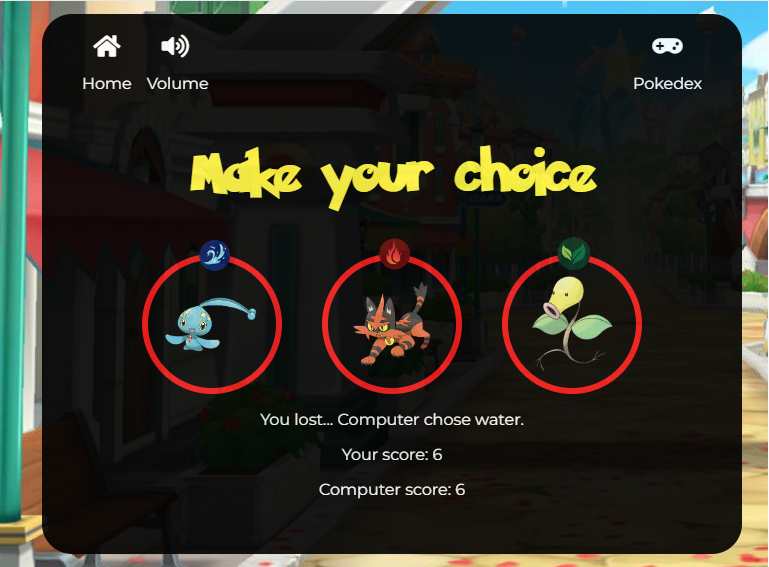 Home Volume Pokedex
Make your choice
You lost... Computer chose water.
Your score: 6
Computer score: 6